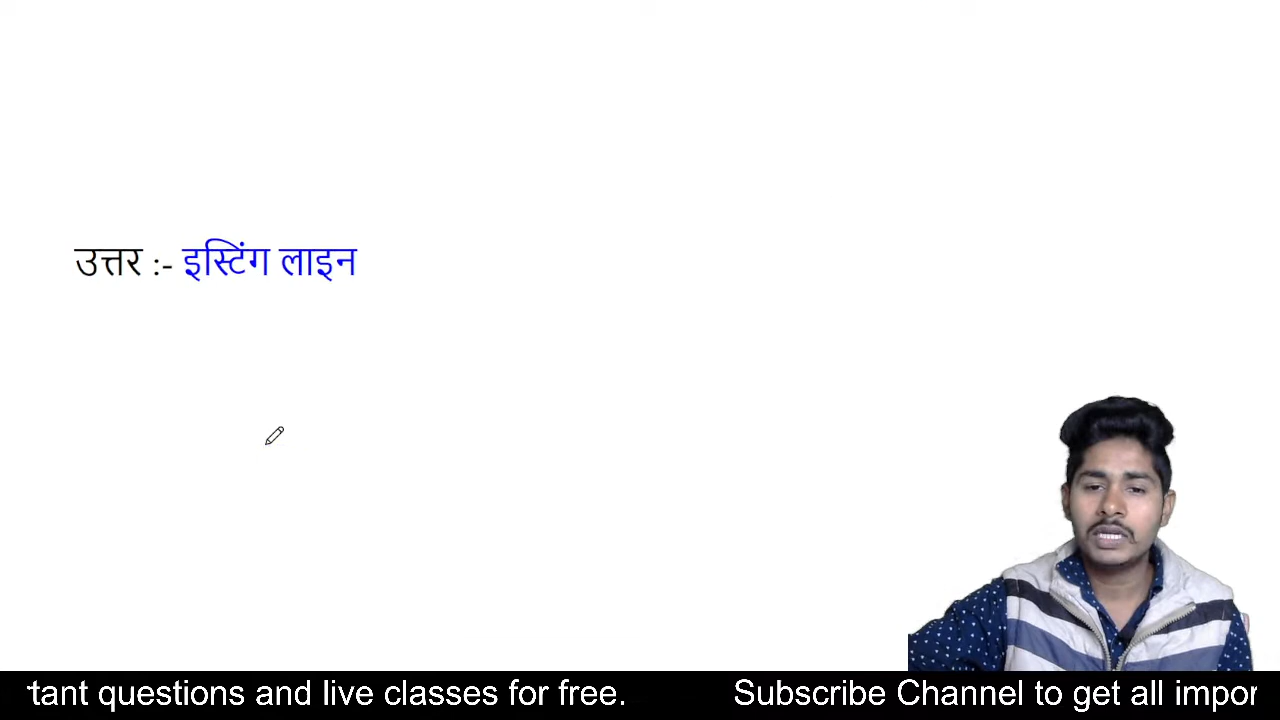 उत्तर :- इस्टिंग लाइन
tant questions and live classes for free. Subscribe Channel to get all impor